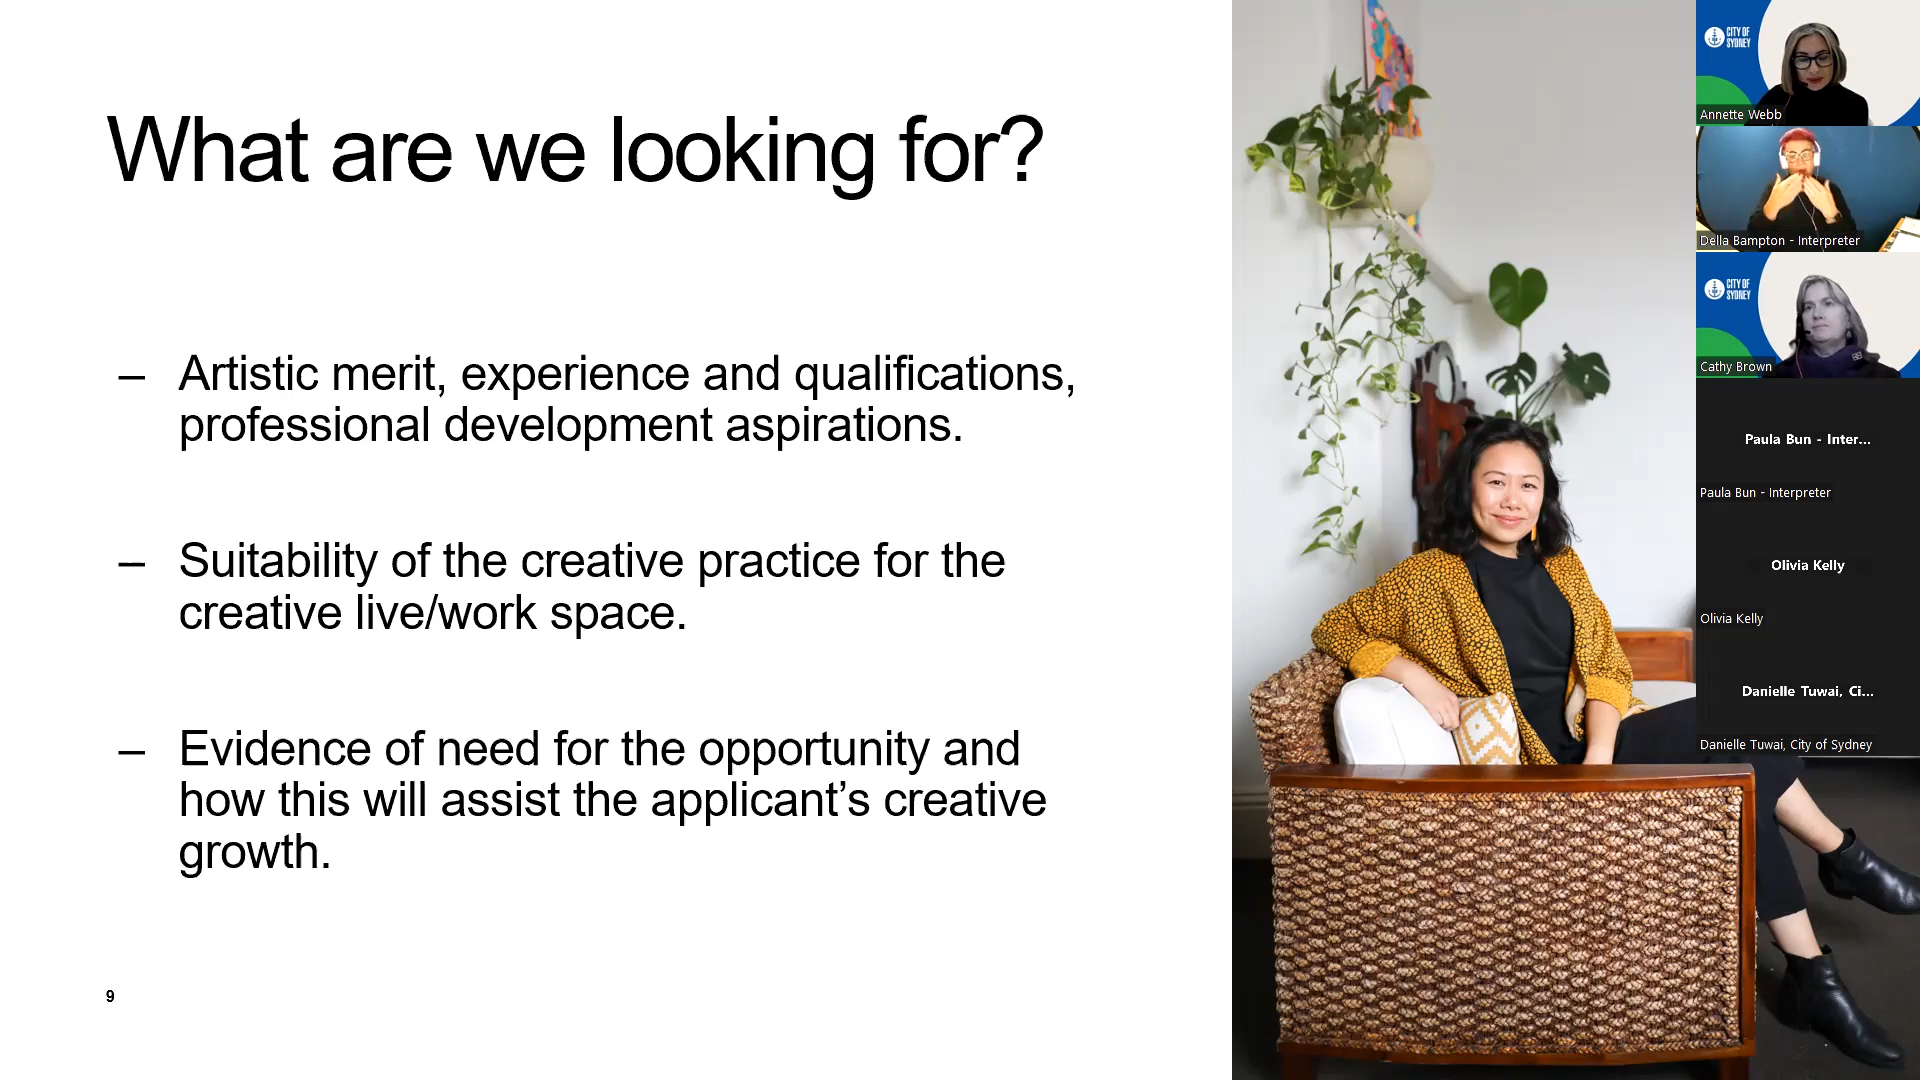 What are we looking for?
– Artistic merit, experience and qualifications,
professional development aspirations.
– Suitability of the creative practice for the
creative live/work space.
– Evidence of need for the opportunity and
how this will assist the applicant’s creative
growth.
9
CITY OF
SYDNEY
Annette Webb
Della Bampton - Interpreter
CITY OF
SYDNEY
Cathy Brown
Paula Bun - Inter...
Paula Bun - Interpreter
Olivia Kelly
Olivia Kelly
Danielle Tuwai, Ci...
Danielle Tuwai, City of Sydney